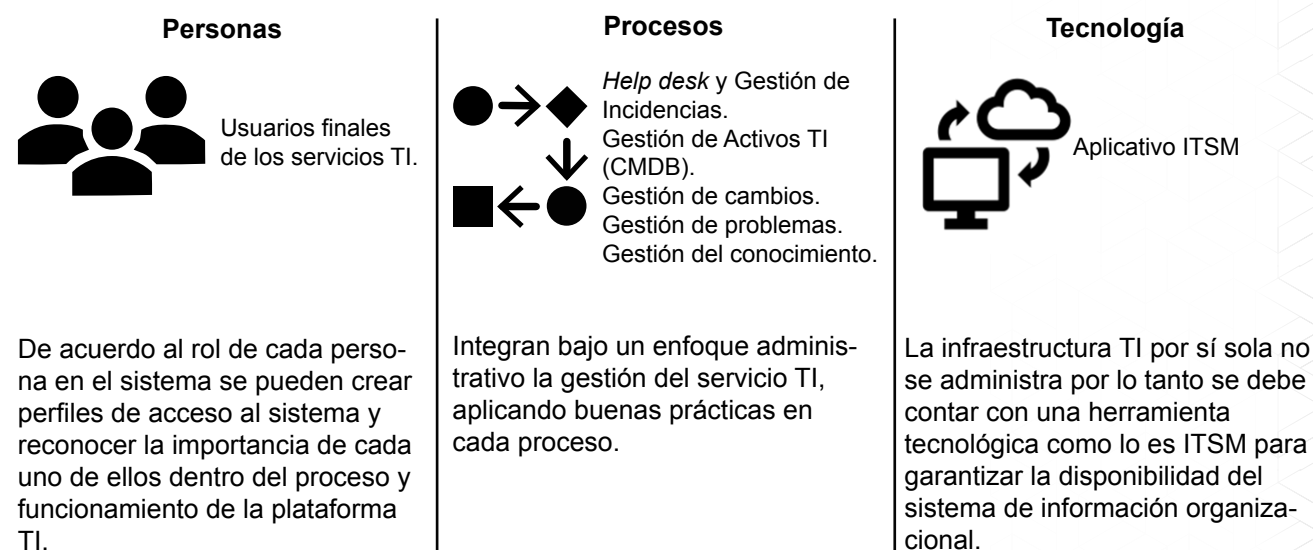 Personas
Usuarios finales
de los servicios TI.
De acuerdo al rol de cada perso-
na en el sistema se pueden crear
perfiles de acceso al sistema y
reconocer la importancia de cada
uno de ellos dentro del proceso y
funcionamiento de la plataforma
TI.
Procesos
Help desk y Gestión de
Incidencias.
Gestión de Activos TI
(CMDB).
Gestión de cambios.
Gestión de problemas.
Gestión del conocimiento.
Integran bajo un enfoque adminis-
trativo la gestión del servicio TI,
aplicando buenas prácticas en
cada proceso.
Tecnología
Aplicativo ITSM
La infraestructura TI por sí sola no
se administra por lo tanto se debe
contar con una herramienta
tecnológica como lo es ITSM para
garantizar la disponibilidad del
sistema de información organiza-
cional.